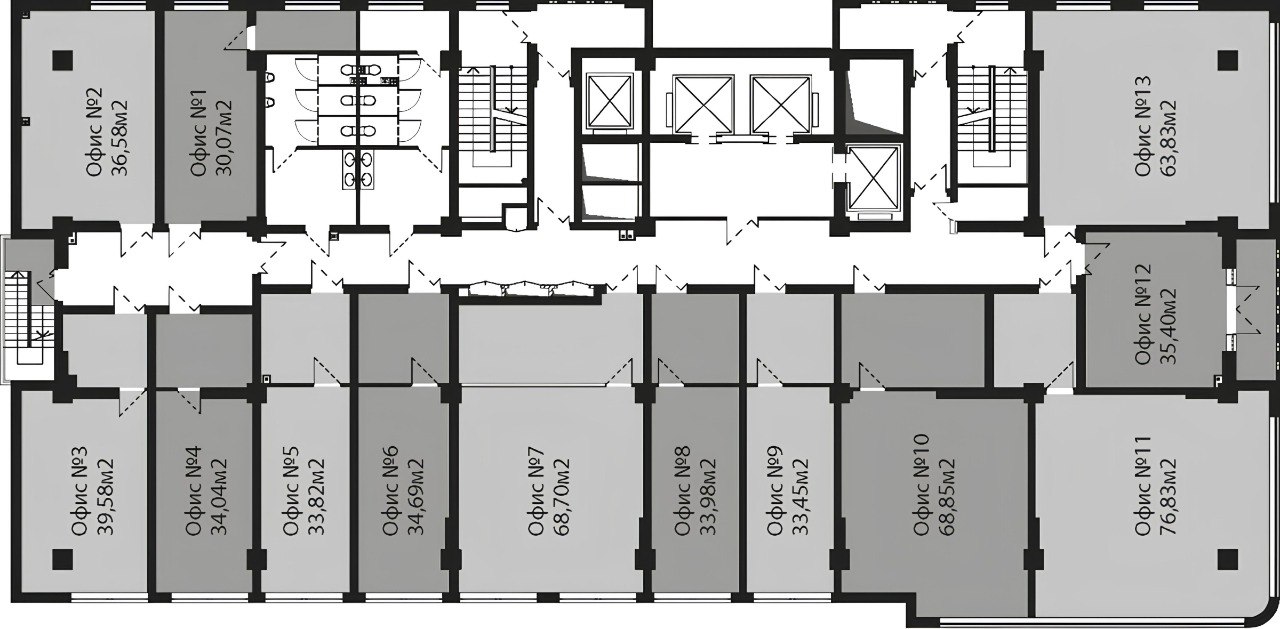 Офис №2
36,58м2
Офис №1
30,07м2
Офис №13
63,83м2
Офис №12
35,40м2
Офис №3
39,58м2
Офис №4
34,04м2
Офис №5
33,82м2
Офис №6
34,69м2
Офис №7
68,70м2
Офис №8
33,98м2
Офис №9
33,45м2
Офис №10
68,85м2
Офис №11
76,83м2